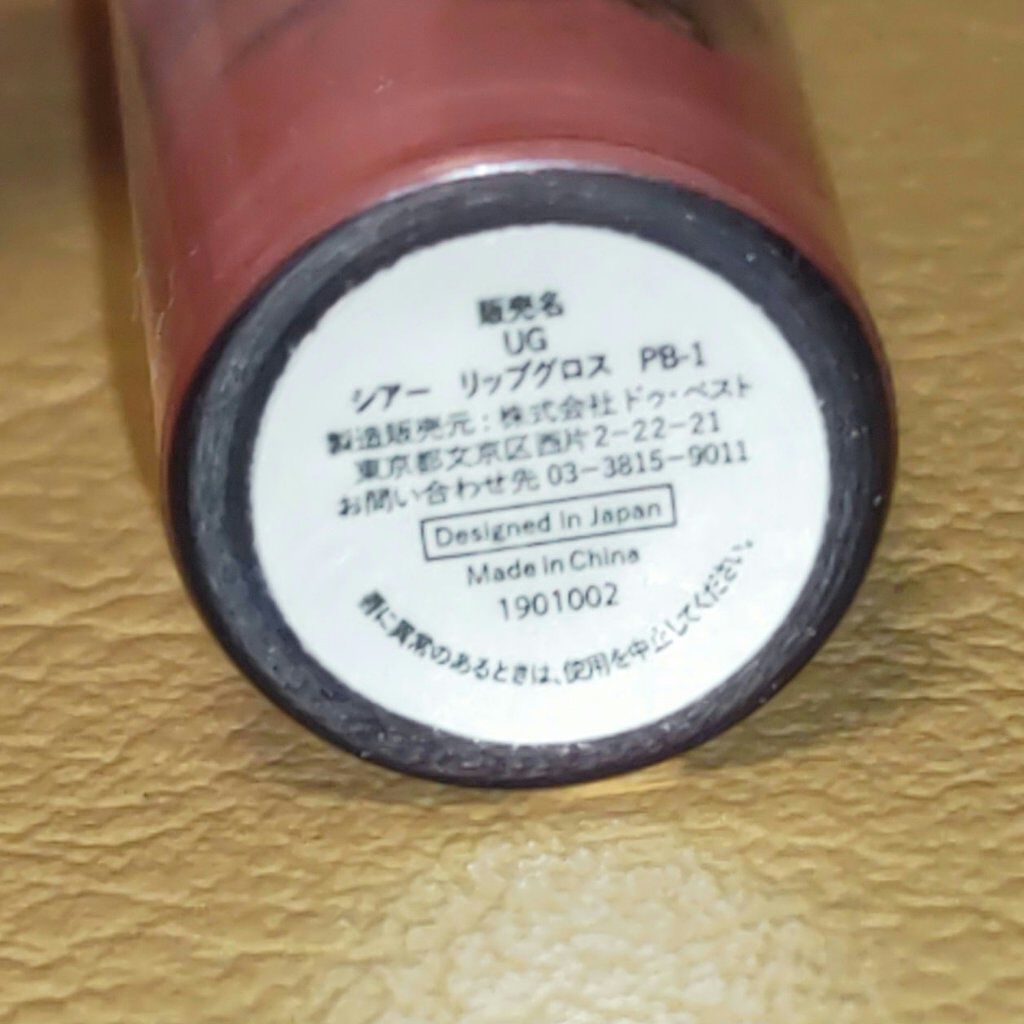 販売名
UG
シアー リップグロス PB-1
製造販売元：株式会社ドゥ・ベスト
東京都文京区西片2-22-21
お問い合わせ先 03-3815-9011
Designed in Japan
Made in China
1901002
に異常のあるときは、使用を中止してください。